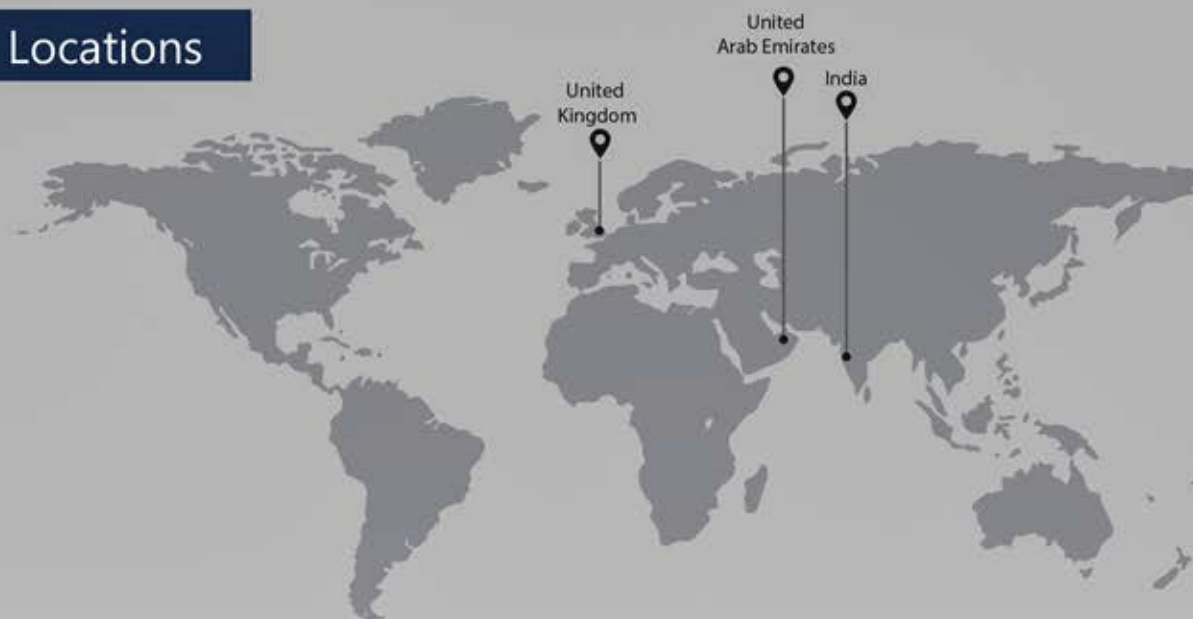 Locations
United
Arab Emirates
India
United
Kingdom